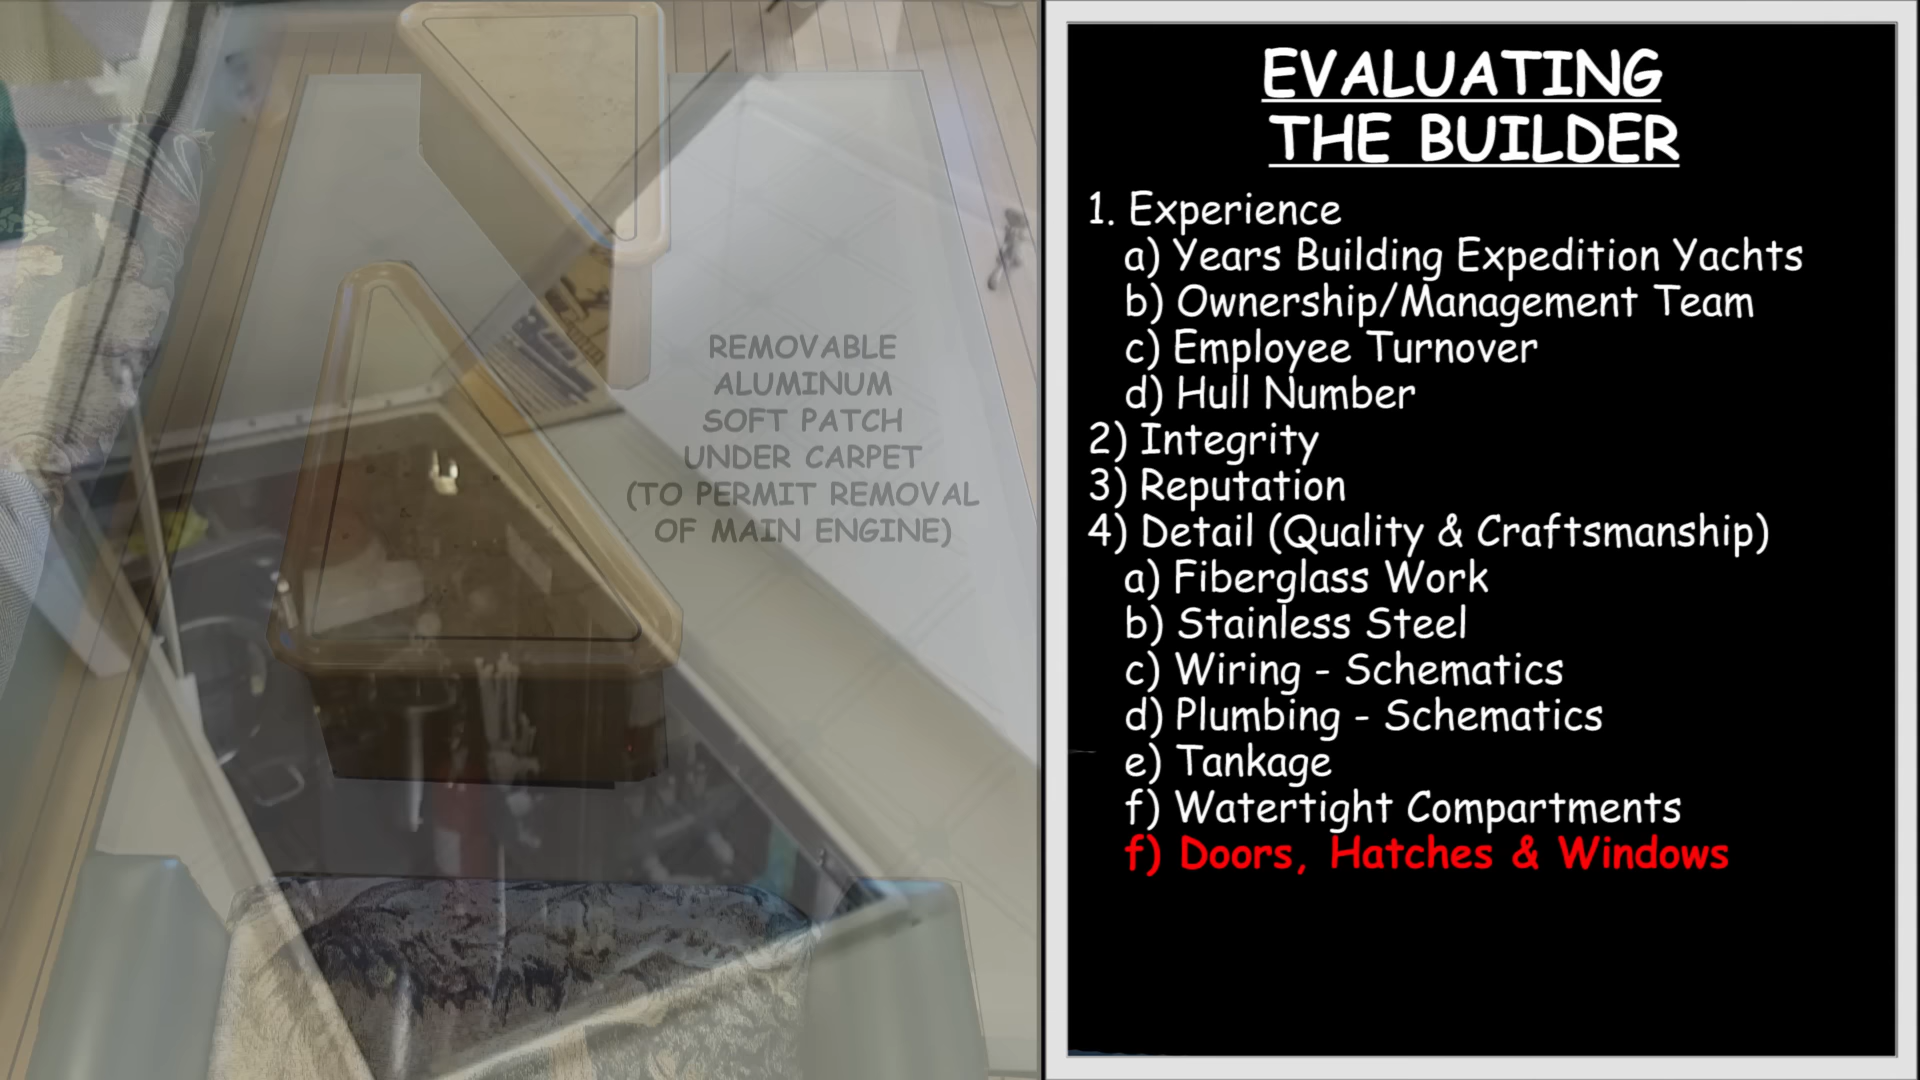 REMOVABLE
ALUMINUM
SOFT PATCH
UNDER CARPET
(TO PERMIT REMOVAL
OF MAIN ENGINE)
EVALUATING
THE BUILDER
1. Experience
a) Years Building Expedition Yachts
b) Ownership/Management Team
c) Employee Turnover
d) Hull Number
2) Integrity
3) Reputation
4) Detail (Quality & Craftsmanship)
a) Fiberglass Work
b) Stainless Steel
c) Wiring - Schematics
d) Plumbing - Schematics
e) Tankage
f) Watertight Compartments
f) Doors, Hatches & Windows